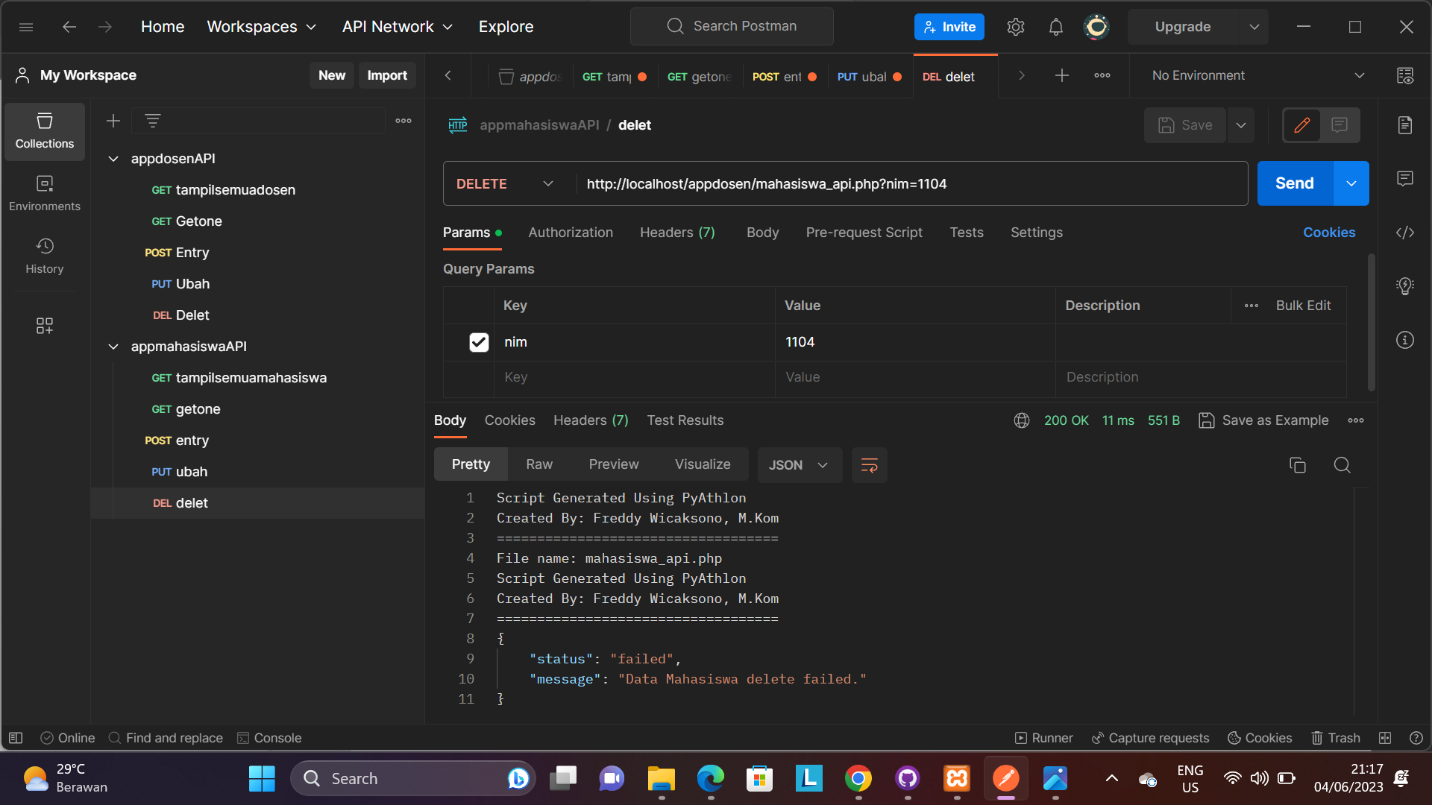 Home Workspaces API Network Explore Search Postman Invite Upgrade
My Workspace New Import
appdos GET tam GET getone POST ent PUT ubal DEL delet No Environment
Collections
Environments
History
appdosenAPI
GET tampilsemuadosen
GET Getone
POST Entry
PUT Ubah
DEL Delet
appmahasiswaAPI
GET tampilsemuamahasiswa
GET getone
POST entry
PUT ubah
DEL delet
HTTP appmahasiswaAPI / delet Save
DELETE http://localhost/appdosen/mahasiswa_api.php?nim=1104 Send
Params Authorization Headers (7) Body Pre-request Script Tests Settings Cookies
Query Params
Key Value Description Bulk Edit
nim 1104
Key Value Description
Body Cookies Headers (7) Test Results 200 OK 11 ms 551 B Save as Example
Pretty Raw Preview Visualize JSON
1 Script Generated Using PyAthlon
2 Created By: Freddy Wicaksono, M.Kom
3 ===================================
4 File name: mahasiswa_api.php
5 Script Generated Using PyAthlon
6 Created By: Freddy Wicaksono, M.Kom
7 ===================================
8 {
9 "status": "failed",
10 "message": "Data Mahasiswa delete failed."
11 }
Online Find and replace Console Runner Capture requests Cookies Trash
29°C
Berawan
Search
ENG
US
21:17
04/06/2023